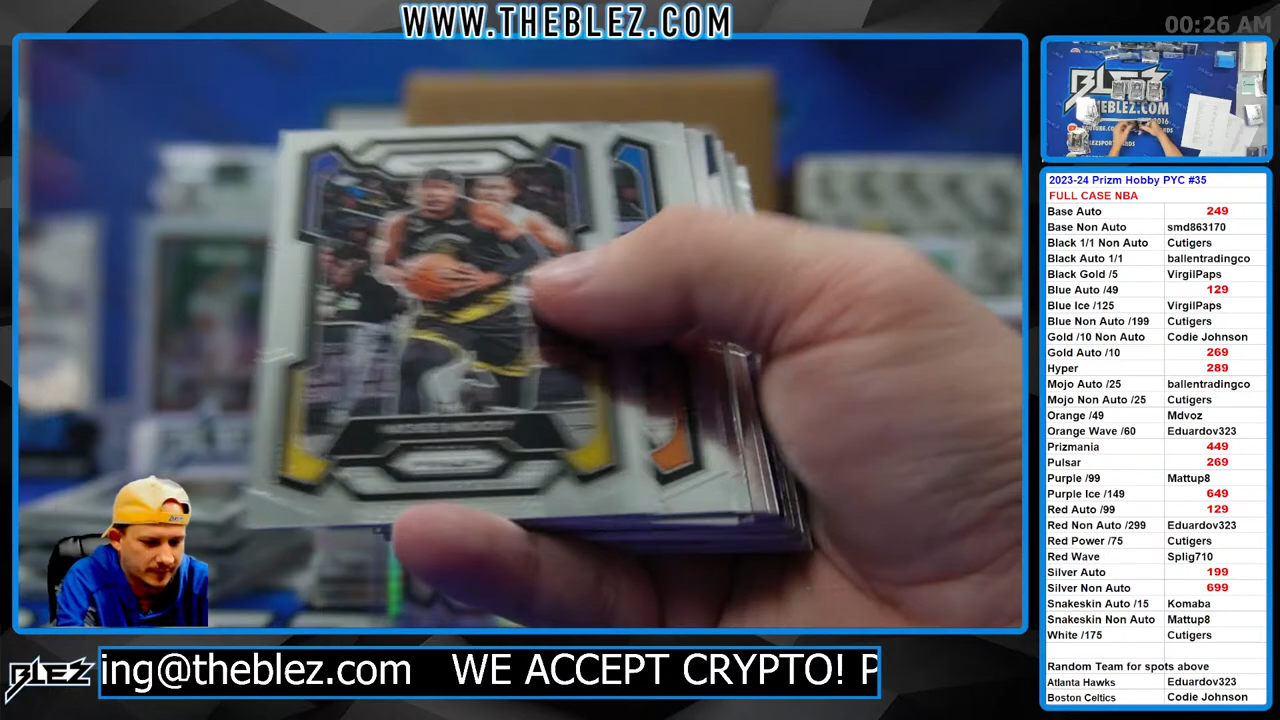 WWW.THEBLEZ.COM
00:26 AM
BLEZ
THEBLEZ.COM
2023-24 Prizm Hobby PYC #35
FULL CASE NBA
Base Auto 249
Base Non Auto smd863170
Black 1/1 Non Auto Cutigers
Black Auto 1/1 ballentradingco
Black Gold /5 VirgilPaps
Blue Auto /49 129
Blue Ice /125 VirgilPaps
Blue Non Auto /199 Cutigers
Gold /10 Non Auto Codie Johnson
Gold Auto /10 269
Hyper 289
Mojo Auto /25 ballentradingco
Mojo Non Auto /25 Cutigers
Orange /49 Mdvoz
Orange Wave /60 Eduardov323
Prizmania 449
Pulsar 269
Purple /99 Mattup8
Purple Ice /149 649
Red Auto /99 129
Red Non Auto /299 Eduardov323
Red Power /75 Cutigers
Red Wave Splig710
Silver Auto 199
Silver Non Auto 699
Snakeskin Auto /15 Komaba
Snakeskin Non Auto Mattup8
White /175 Cutigers
Random Team for spots above
Atlanta Hawks Eduardov323
Boston Celtics Codie Johnson
BLEZ
ing@theblez.com WE ACCEPT CRYPTO! P